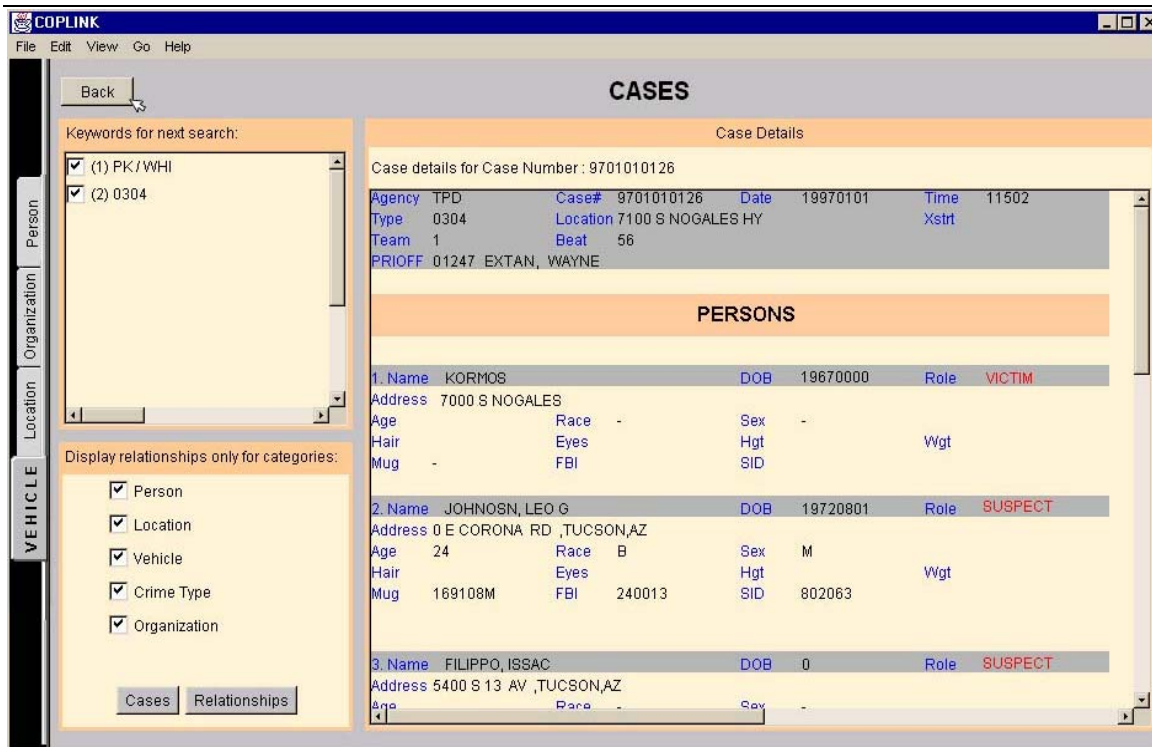 COPLINK
File Edit View Go Help
Back
CASES
Person
Organization
Location
VEHICLE
Keywords for next search:
(1) PK/WHI
(2) 0304
Display relationships only for categories:
Person
Location
Vehicle
Crime Type
Organization
Cases Relationships
Case Details
Case details for Case Number : 9701010126
Agency TPD Case# 9701010126 Date 19970101 Time 11502
Type 0304 Location 7100 S NOGALES HY Xstrt
Team 1 Beat 56
PRIOFF 01247 EXTAN, WAYNE
PERSONS
1. Name KORMOS DOB 19670000 Role VICTIM
Address 7000 S NOGALES
Age Race - Sex -
Hair Eyes Hgt Wgt
Mug - FBI SID
2. Name JOHNOSN, LEO G DOB 19720801 Role SUSPECT
Address 0 E CORONA RD ,TUCSON,AZ
Age 24 Race B Sex M
Hair Eyes Hgt Wgt
Mug 169108M FBI 240013 SID 802063
3. Name FILIPPO, ISSAC DOB 0 Role SUSPECT
Address 5400 S 13 AV ,TUCSON,AZ
Age Race - Sex -